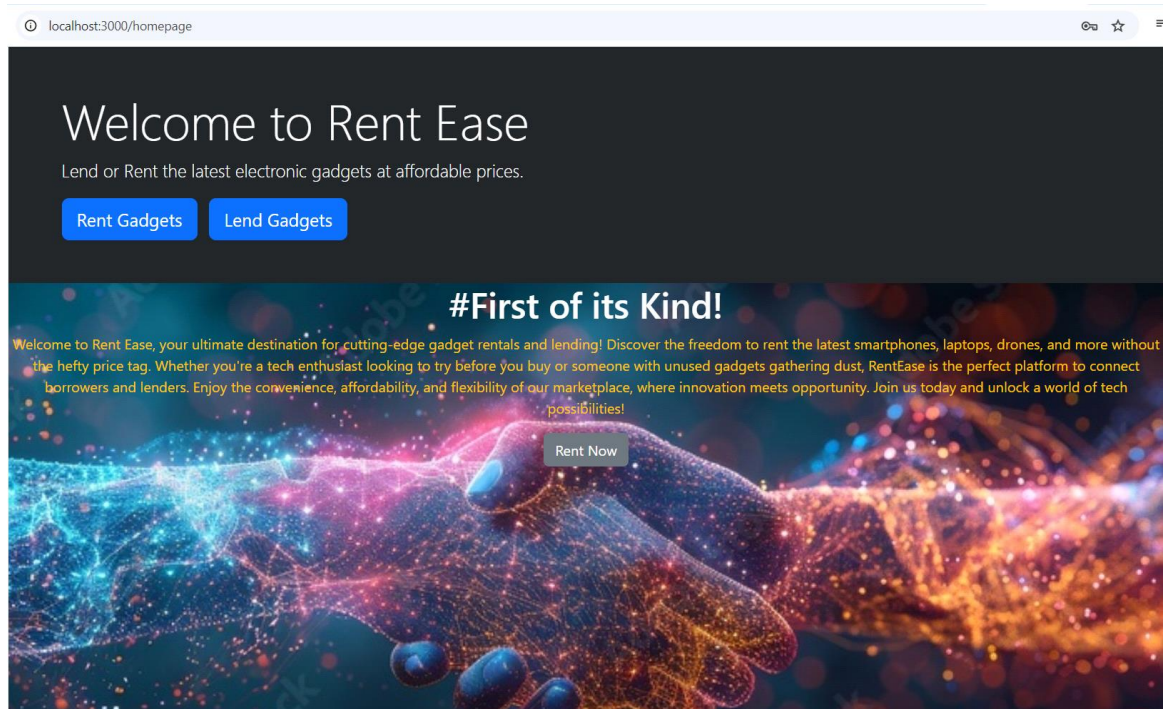 localhost:3000/homepage
Welcome to Rent Ease
Lend or Rent the latest electronic gadgets at affordable prices.
Rent Gadgets
Lend Gadgets
#First of its Kind!
Welcome to Rent Ease, your ultimate destination for cutting-edge gadget rentals and lending! Discover the freedom to rent the latest smartphones, laptops, drones, and more without
the hefty price tag. Whether you're a tech enthusiast looking to try before you buy or someone with unused gadgets gathering dust, RentEase is the perfect platform to connect
borrowers and lenders. Enjoy the convenience, affordability, and flexibility of our marketplace, where innovation meets opportunity. Join us today and unlock a world of tech
possibilities!
Rent Now